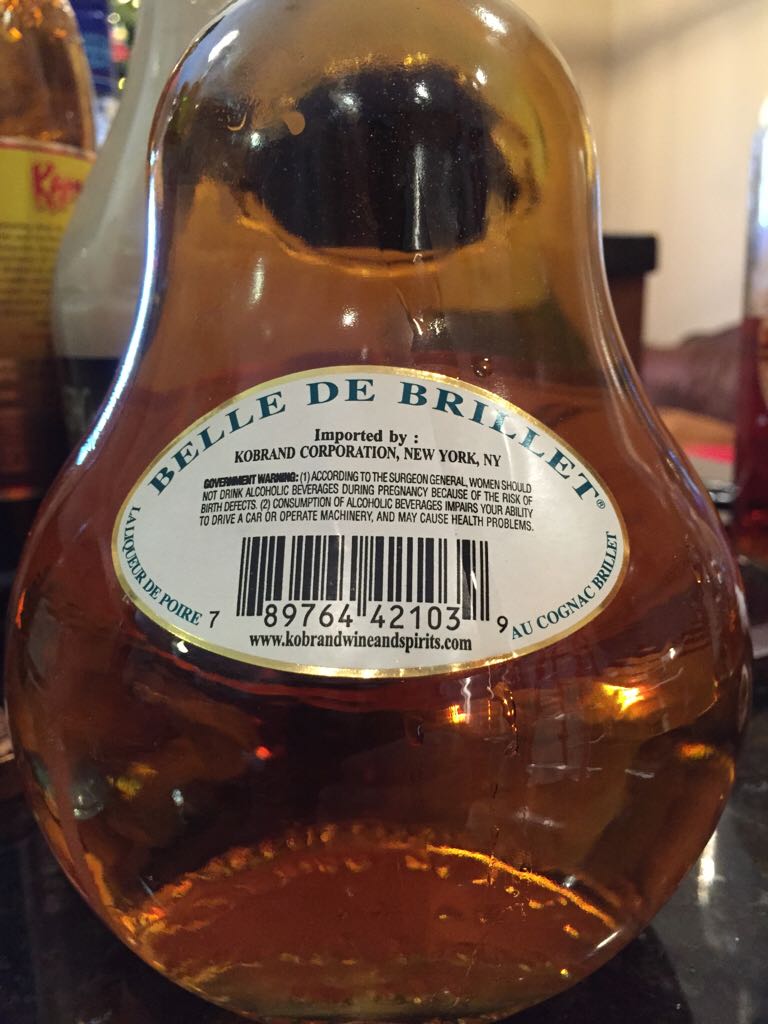 BELLE DE BRILLET®
Imported by :
KOBRAND CORPORATION, NEW YORK, NY
GOVERNMENT WARNING: (1) ACCORDING TO THE SURGEON GENERAL, WOMEN SHOULD
NOT DRINK ALCOHOLIC BEVERAGES DURING PREGNANCY BECAUSE OF THE RISK OF
BIRTH DEFECTS. (2) CONSUMPTION OF ALCOHOLIC BEVERAGES IMPAIRS YOUR ABILITY
TO DRIVE A CAR OR OPERATE MACHINERY, AND MAY CAUSE HEALTH PROBLEMS.
LA LIQUEUR DE POIRE
AU COGNAC BRILLET
7 89764 42103 9
www.kobrandwineandspirits.com